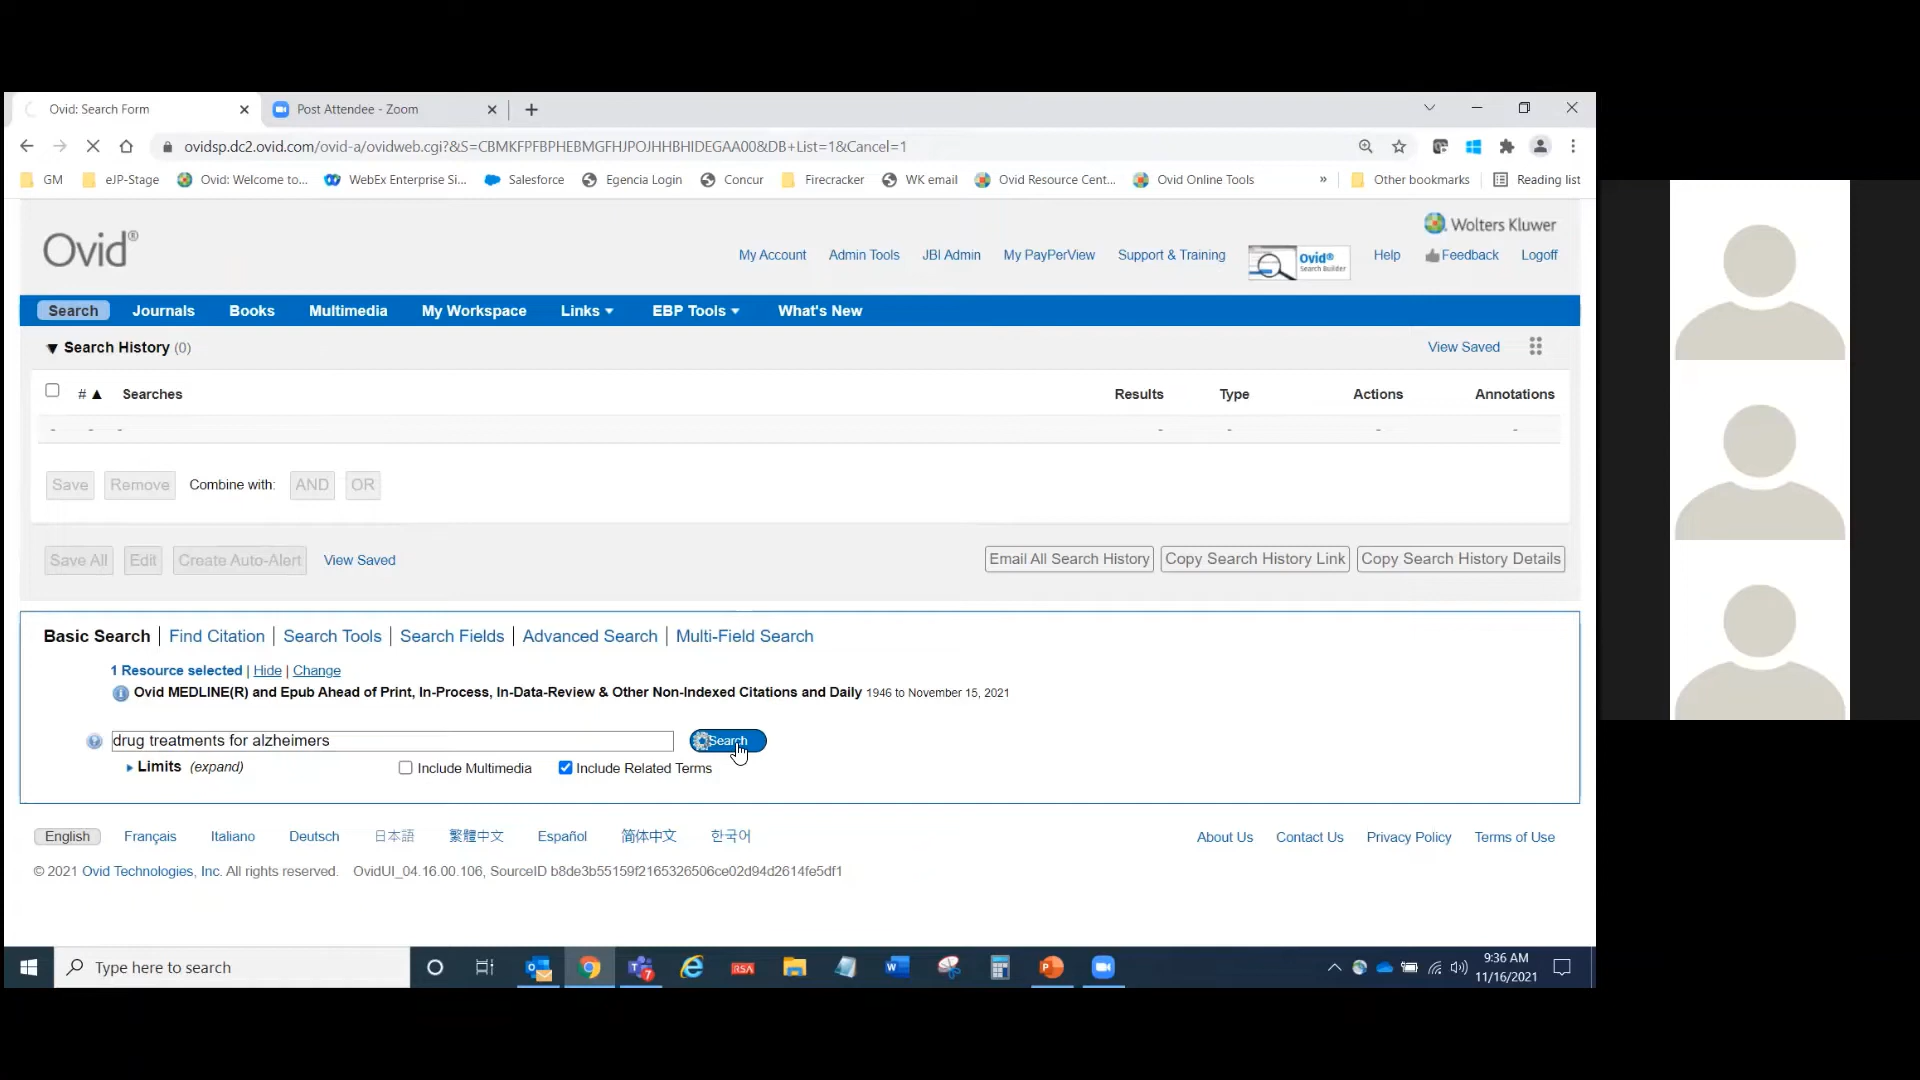 Ovid: Search Form
Post Attendee - Zoom
ovidsp.dc2.ovid.com/ovid-a/ovidweb.cgi?&S=CBMKFPFBPHEBMGFHJPOJHHBHIDEGAA00&DB+List=1&Cancel=1
GM eJP-Stage Ovid: Welcome to... WebEx Enterprise Si... Salesforce Egencia Login Concur Firecracker WK email Ovid Resource Cent... Ovid Online Tools » Other bookmarks Reading list
Wolters Kluwer
Ovid®
My Account Admin Tools JBI Admin My PayPerView Support & Training Ovid® Search Builder Help Feedback Logoff
Search Journals Books Multimedia My Workspace Links ▼ EBP Tools ▼ What's New
▼ Search History (0) View Saved
# ▲ Searches Results Type Actions Annotations
- - - - - - -
Save Remove Combine with: AND OR
Save All Edit Create Auto-Alert View Saved Email All Search History Copy Search History Link Copy Search History Details
Basic Search | Find Citation | Search Tools | Search Fields | Advanced Search | Multi-Field Search
1 Resource selected | Hide | Change
Ovid MEDLINE(R) and Epub Ahead of Print, In-Process, In-Data-Review & Other Non-Indexed Citations and Daily 1946 to November 15, 2021
drug treatments for alzheimers Search
Limits (expand) Include Multimedia Include Related Terms
English Français Italiano Deutsch 日本語 繁體中文 Español 简体中文 한국어 About Us Contact Us Privacy Policy Terms of Use
© 2021 Ovid Technologies, Inc. All rights reserved. OvidUI_04.16.00.106, SourceID b8de3b55159f2165326506ce02d94d2614fe5df1
Type here to search
RSA
7
9:36 AM
11/16/2021